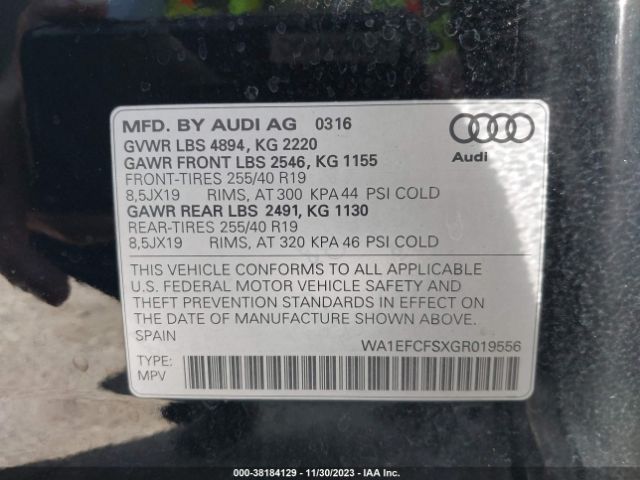 MFD. BY AUDI AG 0316
GVWR LBS 4894, KG 2220
GAWR FRONT LBS 2546, KG 1155
FRONT-TIRES 255/40 R19
8,5JX19 RIMS, AT 300 KPA 44 PSI COLD
GAWR REAR LBS 2491, KG 1130
REAR-TIRES 255/40 R19
8,5JX19 RIMS, AT 320 KPA 46 PSI COLD
Audi
THIS VEHICLE CONFORMS TO ALL APPLICABLE
U.S. FEDERAL MOTOR VEHICLE SAFETY AND
THEFT PREVENTION STANDARDS IN EFFECT ON
THE DATE OF MANUFACTURE SHOWN ABOVE.
SPAIN
WA1EFCFSXGR019556
TYPE:
MPV
000-38184129 - 11/30/2023 - IAA Inc.